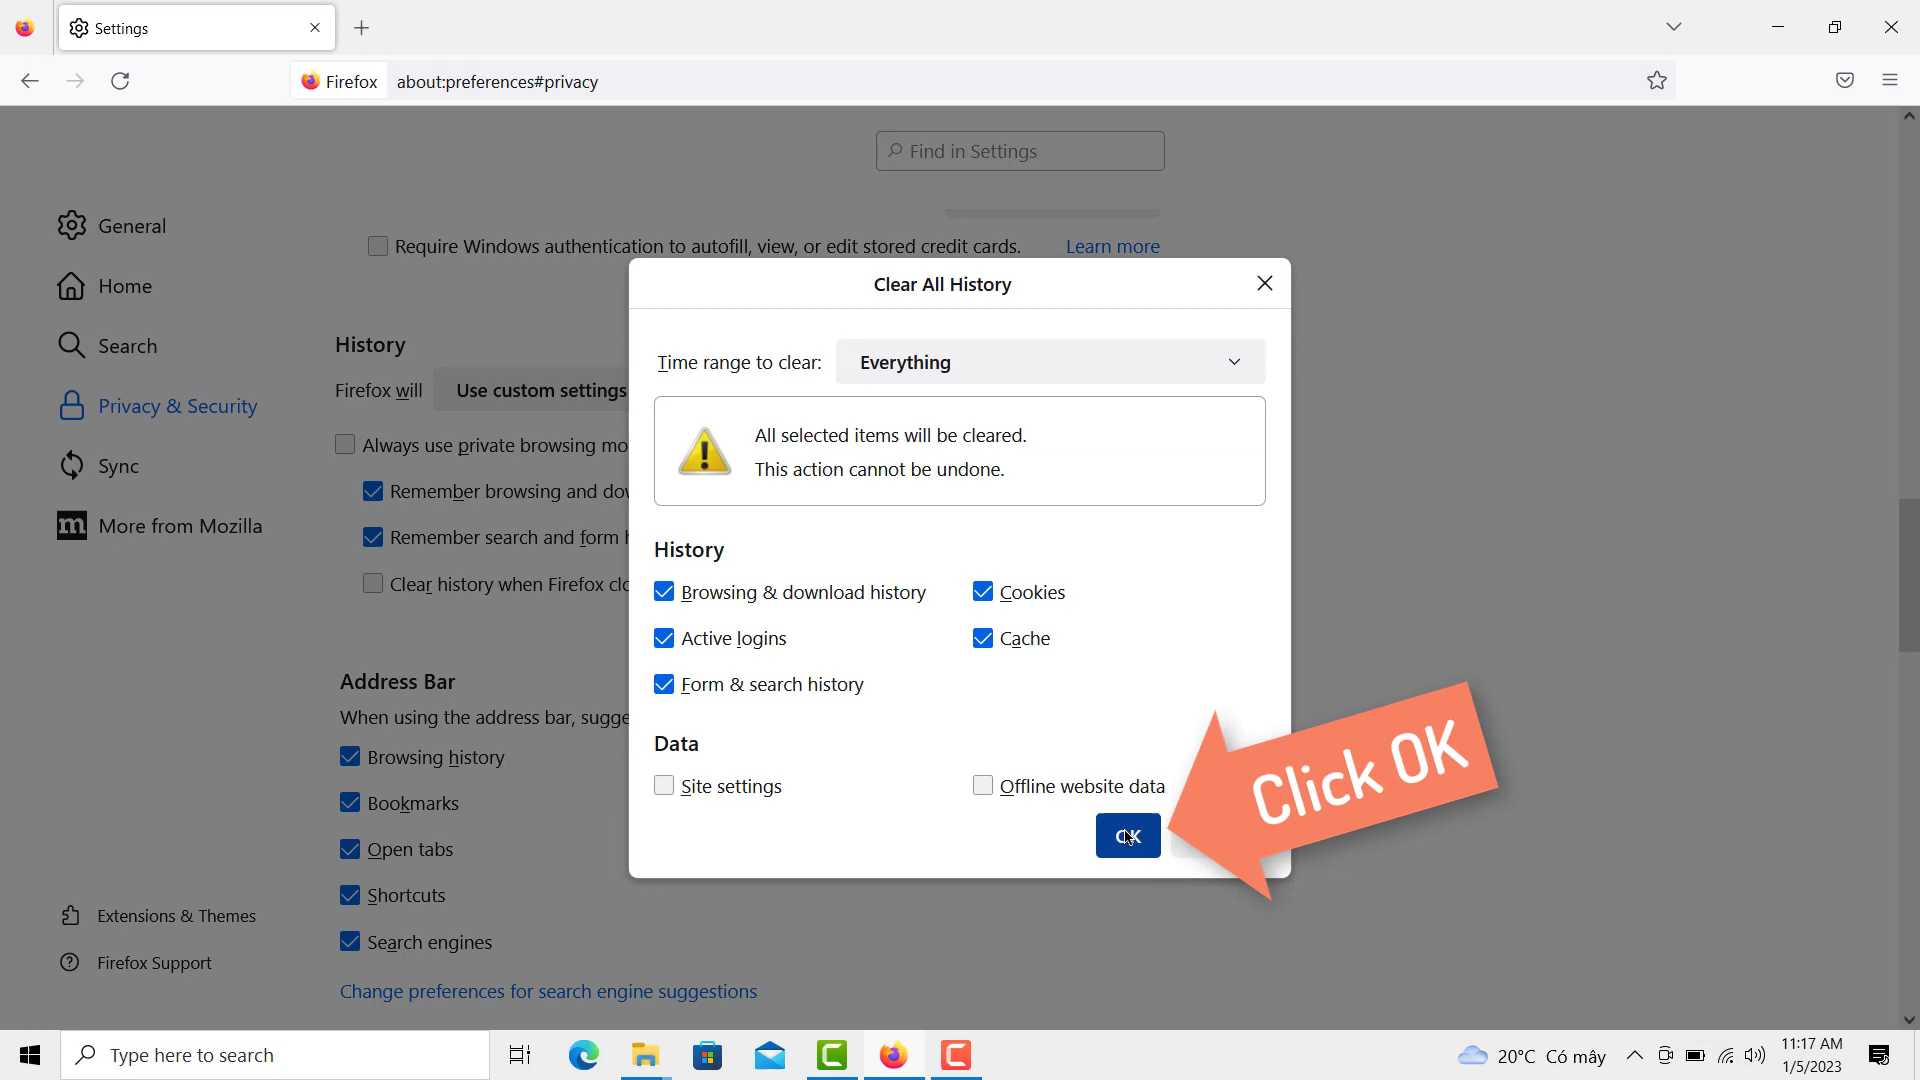 Settings
Firefox
about:preferences#privacy
Find in Settings
General
Home
Search
Privacy & Security
Sync
More from Mozilla
Extensions & Themes
Firefox Support
Require Windows authentication to autofill, view, or edit stored credit cards.
Learn more
History
Firefox will
Use custom settings
Always use private browsing mo
Remember browsing and dow
Remember search and form h
Clear history when Firefox clo
Address Bar
When using the address bar, sugge
Browsing history
Bookmarks
Open tabs
Shortcuts
Search engines
Change preferences for search engine suggestions
Clear All History
Time range to clear:
Everything
All selected items will be cleared.
This action cannot be undone.
History
Browsing & download history
Cookies
Active logins
Cache
Form & search history
Data
Site settings
Offline website data
OK
Click OK
Type here to search
20°C Có mây
11:17 AM
1/5/2023